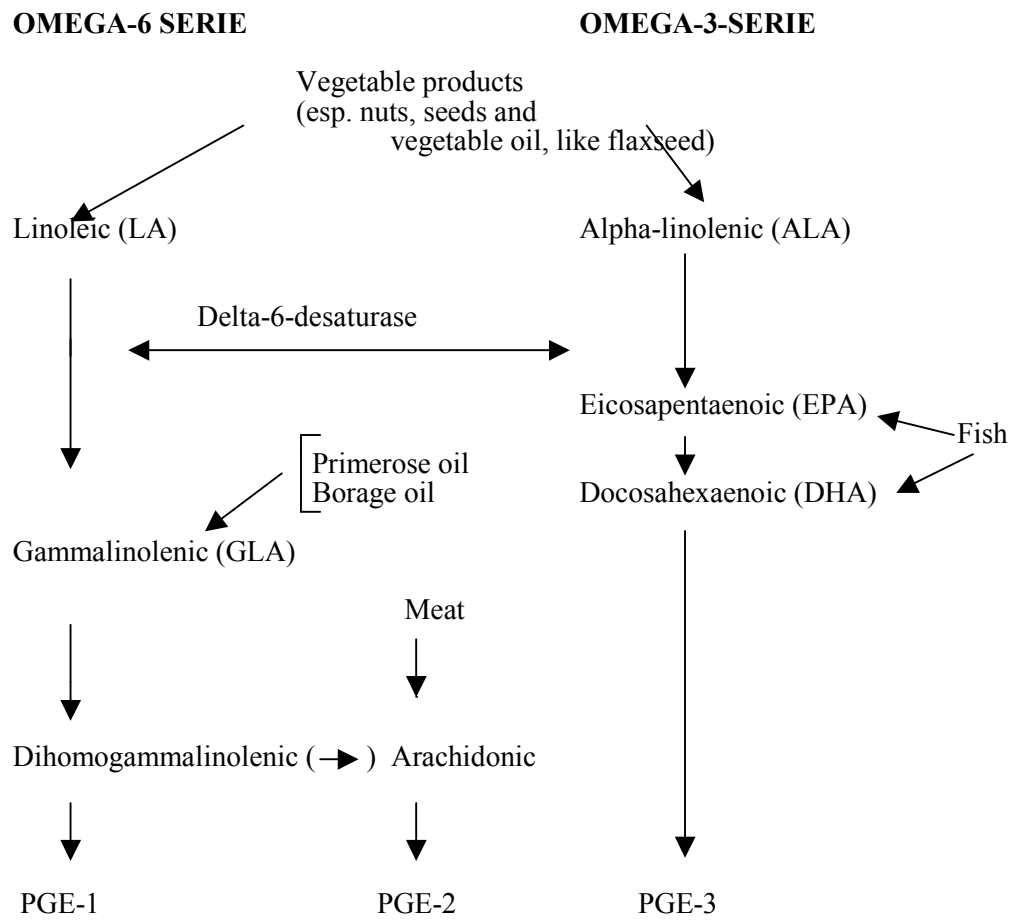 OMEGA-6 SERIE
OMEGA-3-SERIE
Vegetable products
(esp. nuts, seeds and
vegetable oil, like flaxseed)
Linoleic (LA)
Alpha-linolenic (ALA)
Delta-6-desaturase
Eicosapentaenoic (EPA)
Fish
Primerose oil
Borage oil
Docosahexaenoic (DHA)
Gammalinolenic (GLA)
Meat
Dihomogammalinolenic (→) Arachidonic
PGE-1
PGE-2
PGE-3